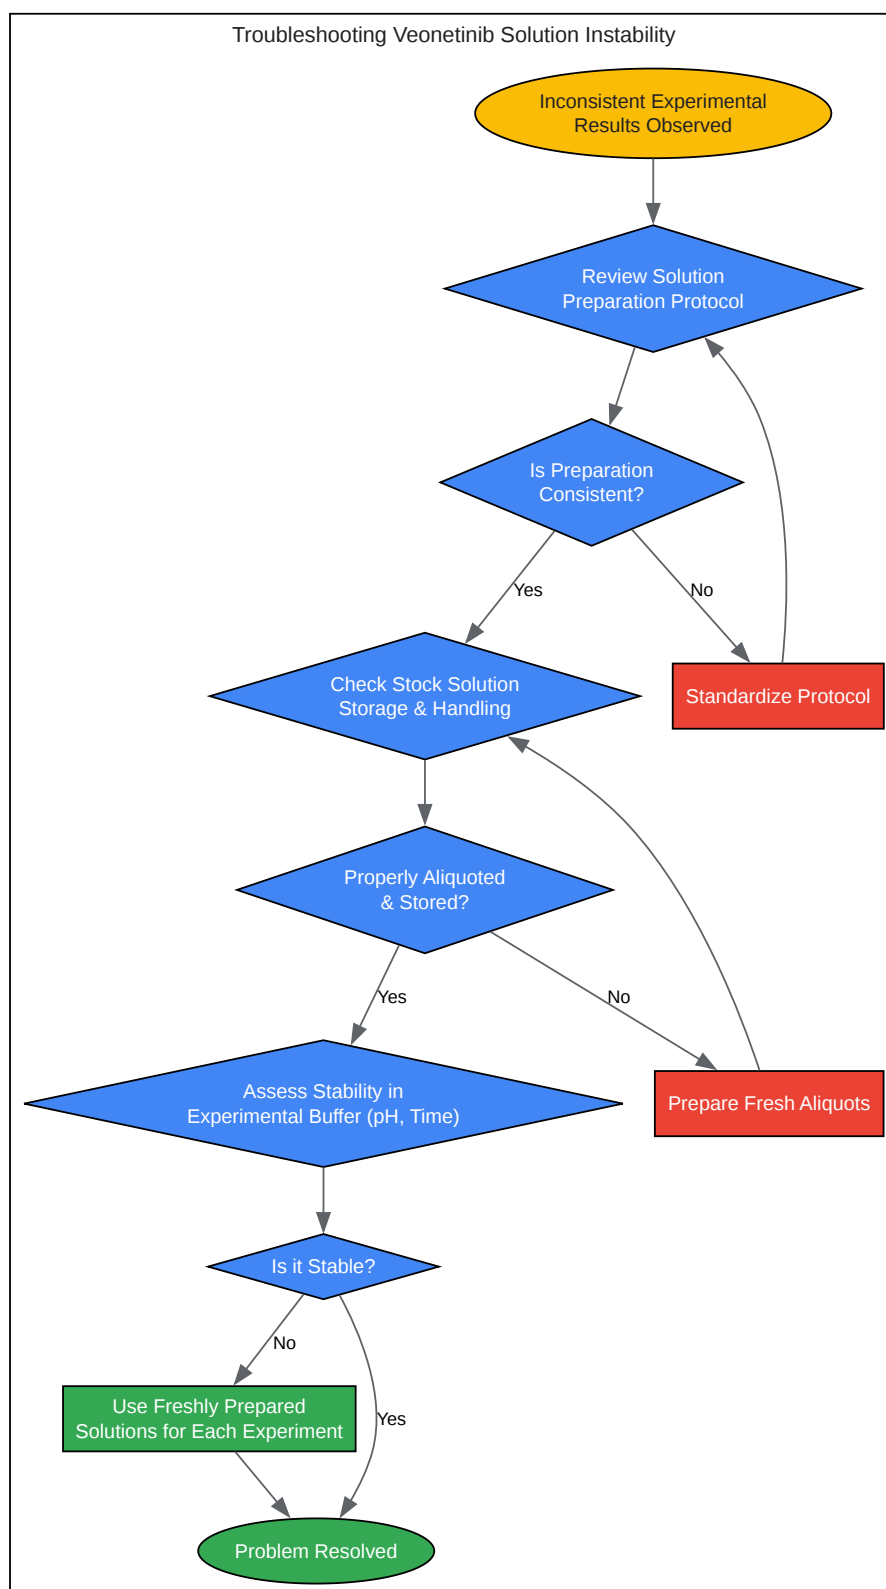 Troubleshooting Veonetinib Solution Instability
Inconsistent Experimental
Results Observed
Review Solution
Preparation Protocol
Is Preparation
Consistent?
Yes
No
Check Stock Solution
Storage & Handling
Standardize Protocol
Properly Aliquoted
& Stored?
Yes
No
Assess Stability in
Experimental Buffer (pH, Time)
Prepare Fresh Aliquots
Is it Stable?
No
Use Freshly Prepared
Solutions for Each Experiment
Yes
Problem Resolved